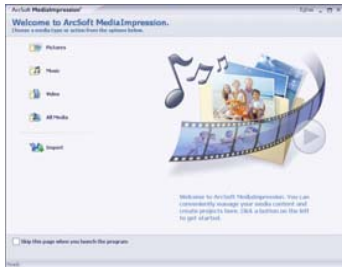 ArcSoft MediaImpression
Welcome to ArcSoft MediaImpression.
Choose a media type or action from the options below.
Pictures
Music
Video
All Media
Import
Welcome to ArcSoft MediaImpression. You can
conveniently manage your media content and
create projects here. Click a button on the left
to get started.
Skip this page when you launch the program
Ready